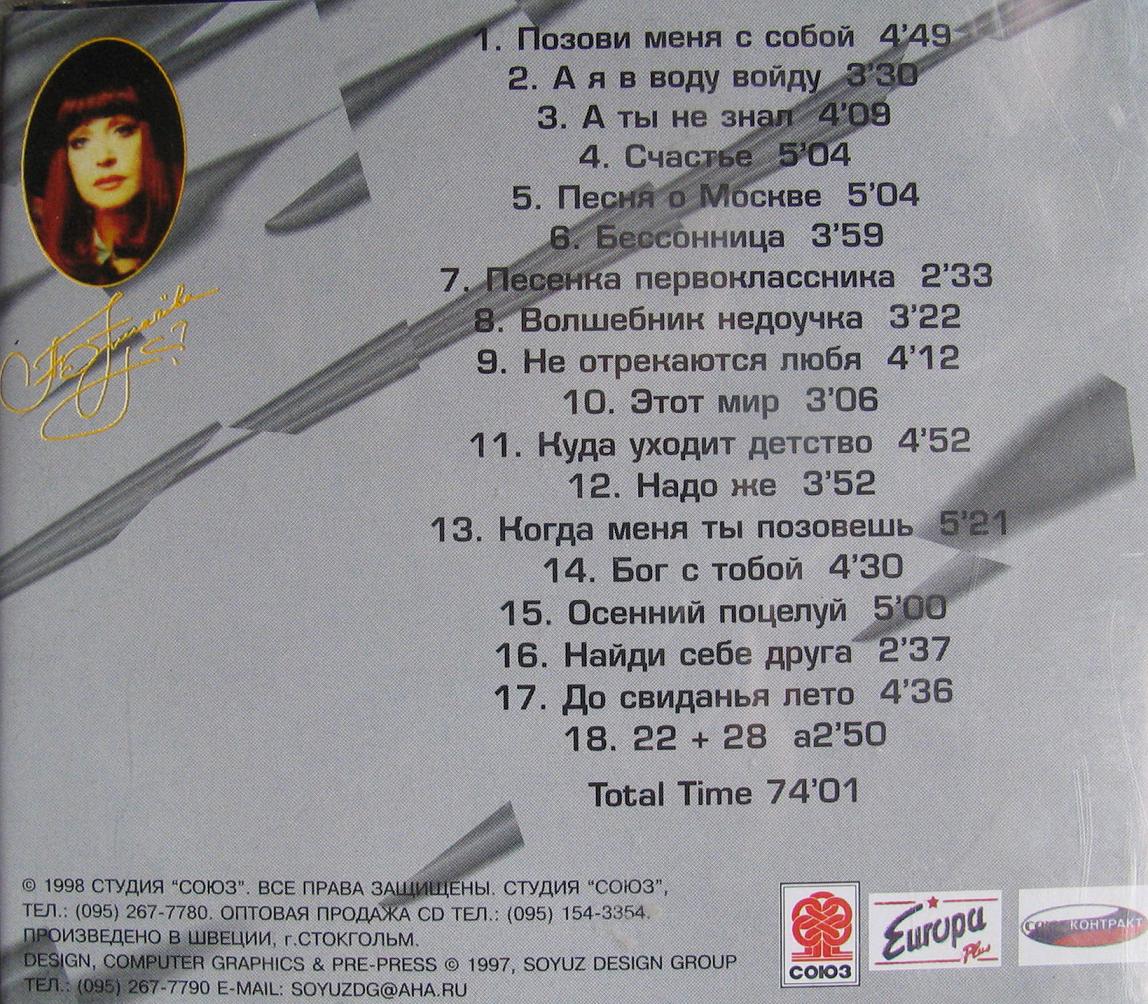 1. Позови меня с собой 4'49
2. А я в воду войду 3'30
3. А ты не знал 4'09
4. Счастье 5'04
5. Песня о Москве 5'04
6. Бессонница 3'59
7. Песенка первоклассника 2'33
8. Волшебник недоучка 3'22
9. Не отрекаются любя 4'12
10. Этот мир 3'06
11. Куда уходит детство 4'52
12. Надо же 3'52
13. Когда меня ты позовешь 5'21
14. Бог с тобой 4'30
15. Осенний поцелуй 5'00
16. Найди себе друга 2'37
17. До свиданья лето 4'36
18. 22 + 28 а2'50
Total Time 74'01
© 1998 СТУДИЯ “СОЮЗ”. ВСЕ ПРАВА ЗАЩИЩЕНЫ. СТУДИЯ “СОЮЗ”,
ТЕЛ.: (095) 267-7780. ОПТОВАЯ ПРОДАЖА CD ТЕЛ.: (095) 154-3354.
ПРОИЗВЕДЕНО В ШВЕЦИИ, г.СТОКГОЛЬМ.
DESIGN, COMPUTER GRAPHICS & PRE-PRESS © 1997, SOYUZ DESIGN GROUP
ТЕЛ.: (095) 267-7790 E-MAIL: SOYUZDG@AHA.RU
СОЮЗ
Europa
Plus
СОЮЗ КОНТРАКТ